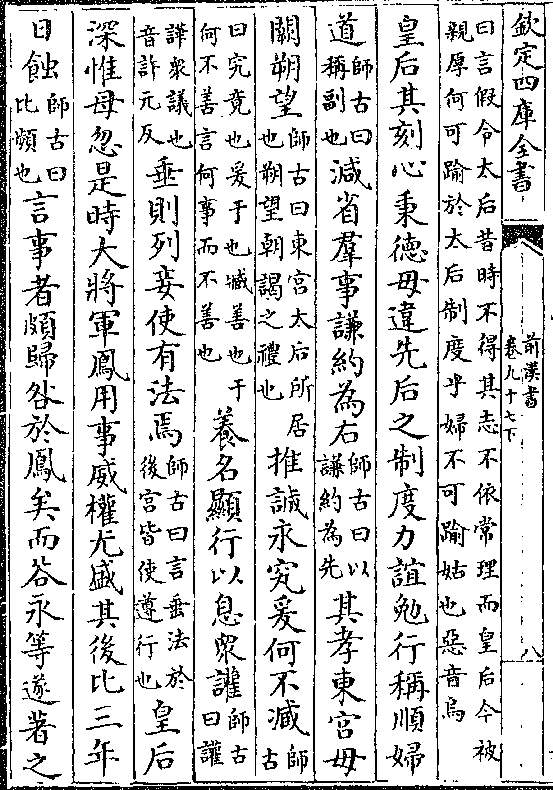 欽定四庫全書
前漢書
卷九十七下
八
曰言假令太后昔時不得其志不依常理而皇后今被
親厚何可踰於太后制度乎婦不可踰姑也惡音烏
皇后其刻心秉德毋違先后之制度力誼勉行稱順婦
道師古曰稱副也減省羣事謙約為右師古曰以謙約為先其孝東宮毋
闕朔望師古曰東宮太后所居也朔望朝謁之禮也推誠永究爰何不臧師古
曰究竟也爰于也臧善也于何不善言何事而不善也養名顯行以息衆讙師古曰讙
譁衆議也音許元反垂則列妾使有法焉師古曰言垂法於後宮皆使遵行也皇后
深惟毋忽是時大將軍鳳用事威權尤盛其後比三年
日蝕師古曰比頻也言事者頗歸咎於鳳矣而谷永等遂著之